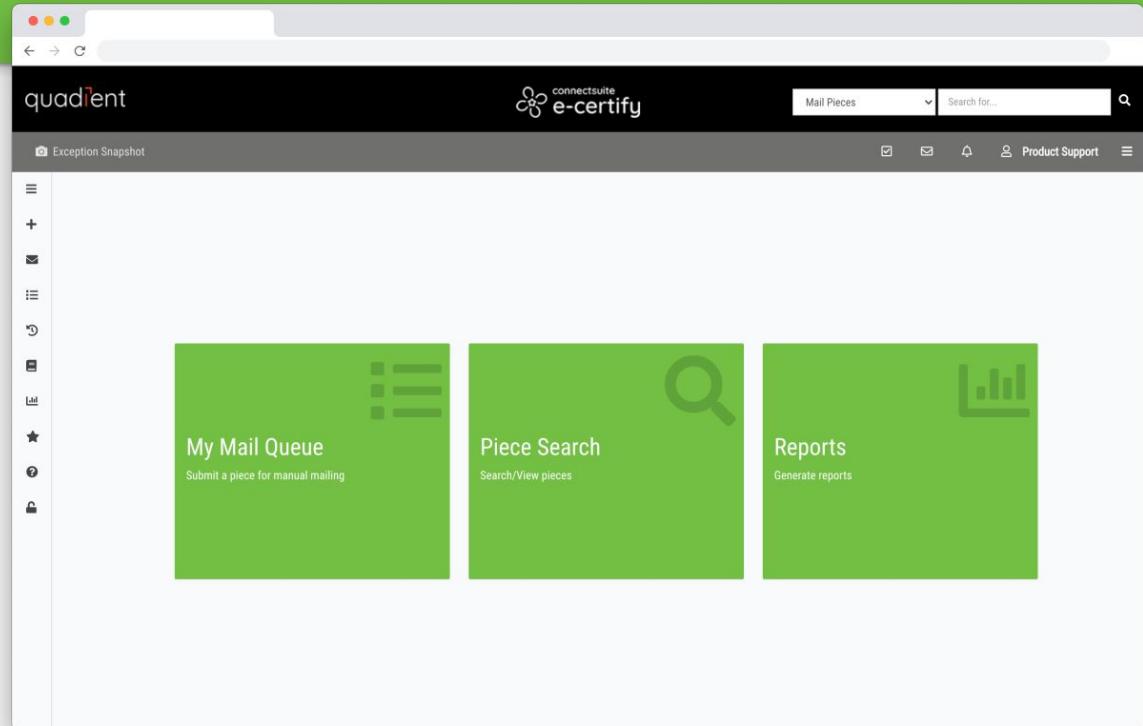 quadient
connectsuite
e-certify
Mail Pieces
Search for...
Exception Snapshot
Product Support
My Mail Queue
Submit a piece for manual mailing
Piece Search
Search/View pieces
Reports
Generate reports